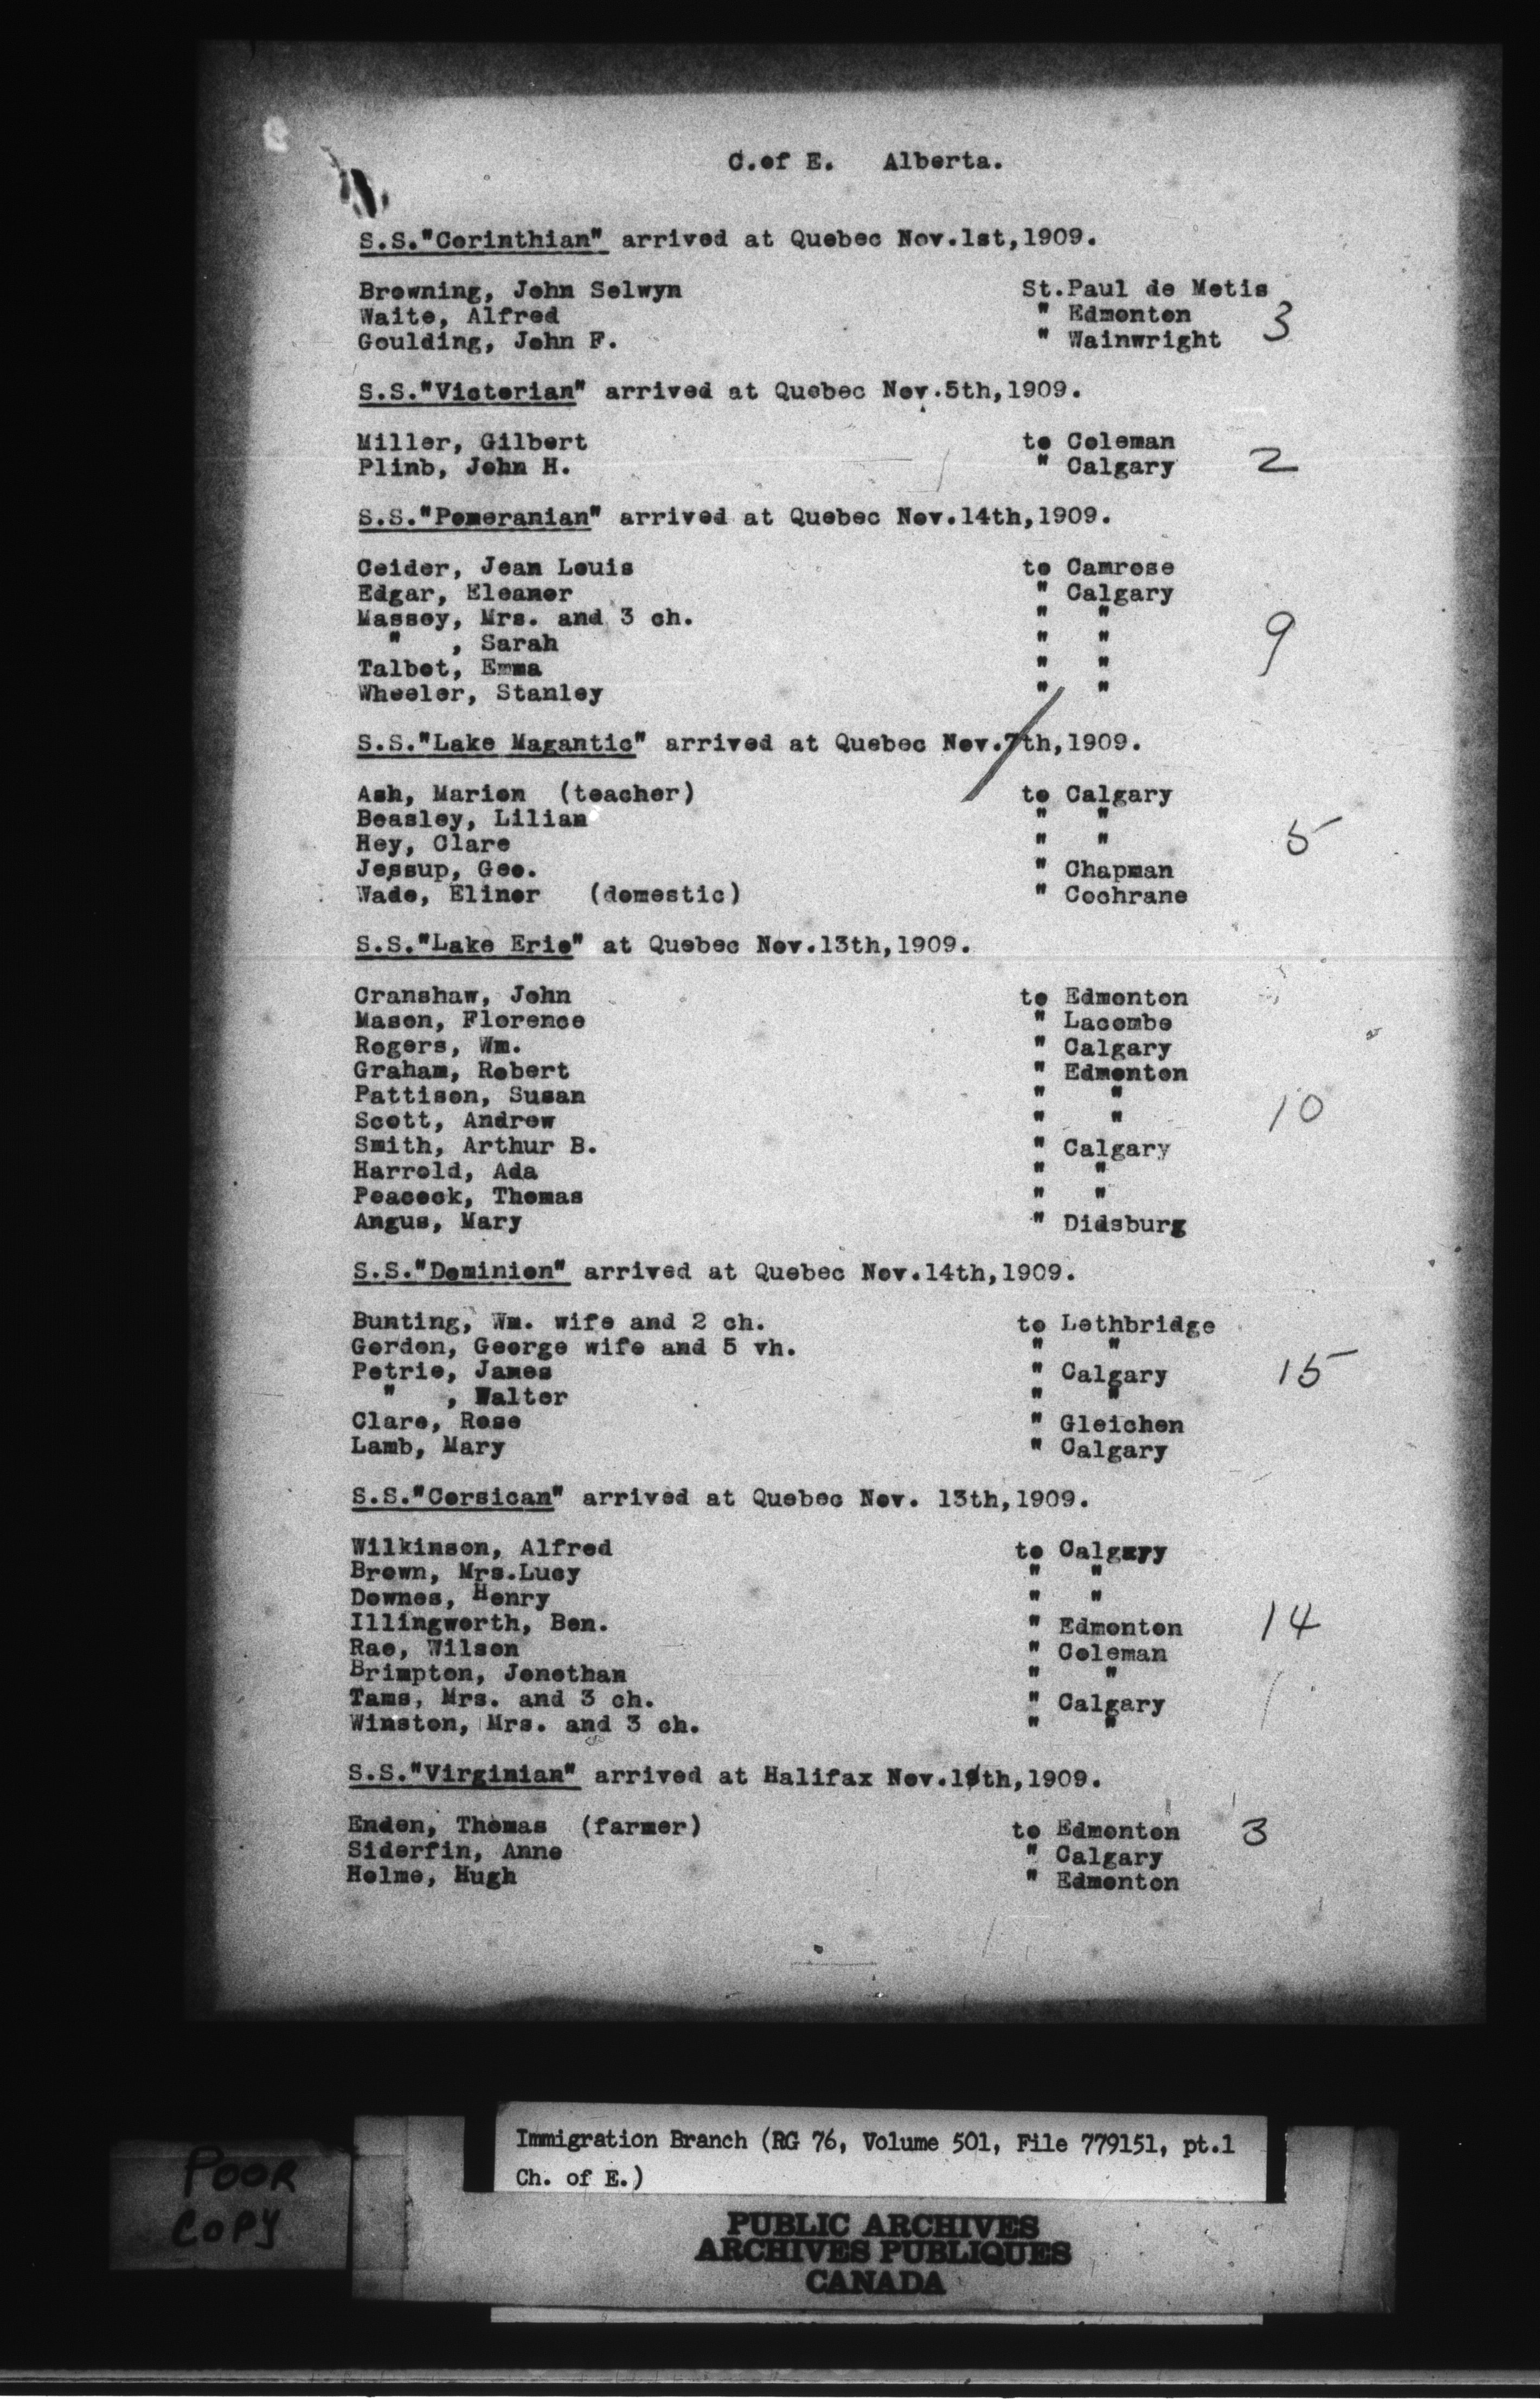 C.of E. Alberta.
S.S."Corinthian" arrived at Quebec Nov.1st,1909.
Browning, John Selwyn St.Paul de Metis
Waite, Alfred " Edmonton
Goulding, John F. " Wainwright 3
S.S."Victorian" arrived at Quebec Nov.5th,1909.
Miller, Gilbert to Coleman
Plinb, John H. " Calgary 2
S.S."Pomeranian" arrived at Quebec Nov.14th,1909.
Ceider, Jean Louis to Camrose
Edgar, Eleanor " Calgary
Massey, Mrs. and 3 ch. " "
" , Sarah " " 9
Talbot, Emma " "
Wheeler, Stanley " "
S.S."Lake Magantic" arrived at Quebec Nov.7th,1909.
Ash, Marion (teacher) to Calgary
Beasley, Lilian " "
Hey, Clare " " 5
Jessup, Geo. " Chapman
Wade, Elinor (domestic) " Cochrane
S.S."Lake Erie" at Quebec Nov.13th,1909.
Cranshaw, John to Edmonton
Mason, Florence " Lacombe
Rogers, Wm. " Calgary
Graham, Robert " Edmonton
Pattison, Susan " "
Scott, Andrew " " 10
Smith, Arthur B. " Calgary
Harrold, Ada " "
Peacock, Thomas " "
Angus, Mary " Didsburg
S.S."Dominion" arrived at Quebec Nov.14th,1909.
Bunting, Wm. wife and 2 ch. to Lethbridge
Gordon, George wife and 5 vh. " "
Petrie, James " Calgary 15
" , Walter " "
Clare, Rose " Gleichen
Lamb, Mary " Calgary
S.S."Corsican" arrived at Quebec Nov. 13th,1909.
Wilkinson, Alfred to Calgary
Brown, Mrs.Lucy " "
Downes, Henry " "
Illingworth, Ben. " Edmonton 14
Rae, Wilson " Coleman
Brimpton, Jonethan " "
Tams, Mrs. and 3 ch. " Calgary
Winston, Mrs. and 3 ch. " "
S.S."Virginian" arrived at Halifax Nov. ,1909.
Enden, Thomas (farmer) to Edmonton 3
Siderfin, Anne " Calgary
Holme, Hugh " Edmonton
Immigration Branch (RG 76, Volume 501, File 779151, pt.1
Ch. of E.)
POOR
COPY
PUBLIC ARCHIVES
ARCHIVES PUBLIQUES
CANADA